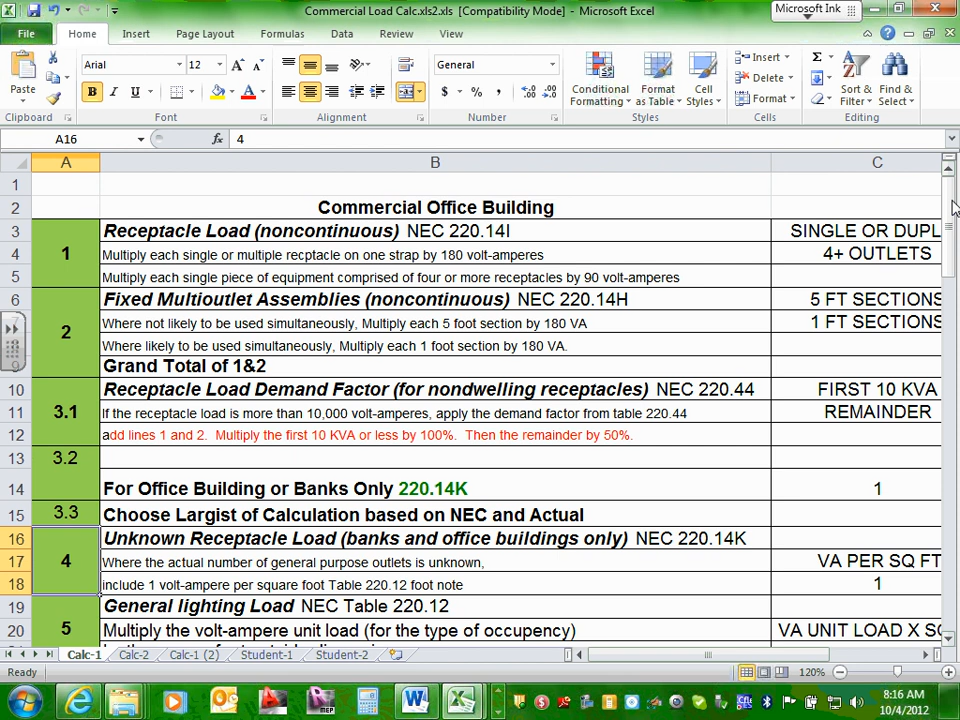 Commercial Load Calc.xls2.xls [Compatibility Mode] - Microsoft Excel
Microsoft Ink
File Home Insert Page Layout Formulas Data Review View
Paste
Arial 12 General
B I U $ % ,
Conditional Formatting
Format as Table
Cell Styles
Insert
Delete
Format
Sort & Filter
Find & Select
Clipboard Font Alignment Number Styles Cells Editing
A16 fx 4
A B C
1
2 Commercial Office Building
3 Receptacle Load (noncontinuous) NEC 220.14I SINGLE OR DUPL
4 1 Multiply each single or multiple recptacle on one strap by 180 volt-amperes 4+ OUTLETS
5 Multiply each single piece of equipment comprised of four or more receptacles by 90 volt-amperes
6 Fixed Multioutlet Assemblies (noncontinuous) NEC 220.14H 5 FT SECTIONS
2 Where not likely to be used simultaneously, Multiply each 5 foot section by 180 VA 1 FT SECTIONS
Where likely to be used simultaneously, Multiply each 1 foot section by 180 VA.
9 Grand Total of 1&2
10 Receptacle Load Demand Factor (for nondwelling receptacles) NEC 220.44 FIRST 10 KVA
11 3.1 If the receptacle load is more than 10,000 volt-amperes, apply the demand factor from table 220.44 REMAINDER
12 add lines 1 and 2. Multiply the first 10 KVA or less by 100%. Then the remainder by 50%.
13 3.2
14 For Office Building or Banks Only 220.14K 1
15 3.3 Choose Largist of Calculation based on NEC and Actual
16 Unknown Receptacle Load (banks and office buildings only) NEC 220.14K
17 4 Where the actual number of general purpose outlets is unknown, VA PER SQ FT
18 include 1 volt-ampere per square foot Table 220.12 foot note 1
19 General lighting Load NEC Table 220.12
20 5 Multiply the volt-ampere unit load (for the type of occupency) VA UNIT LOAD X SQ
Calc-1 Calc-2 Calc-1 (2) Student-1 Student-2
Ready 120%
8:16 AM
10/4/2012